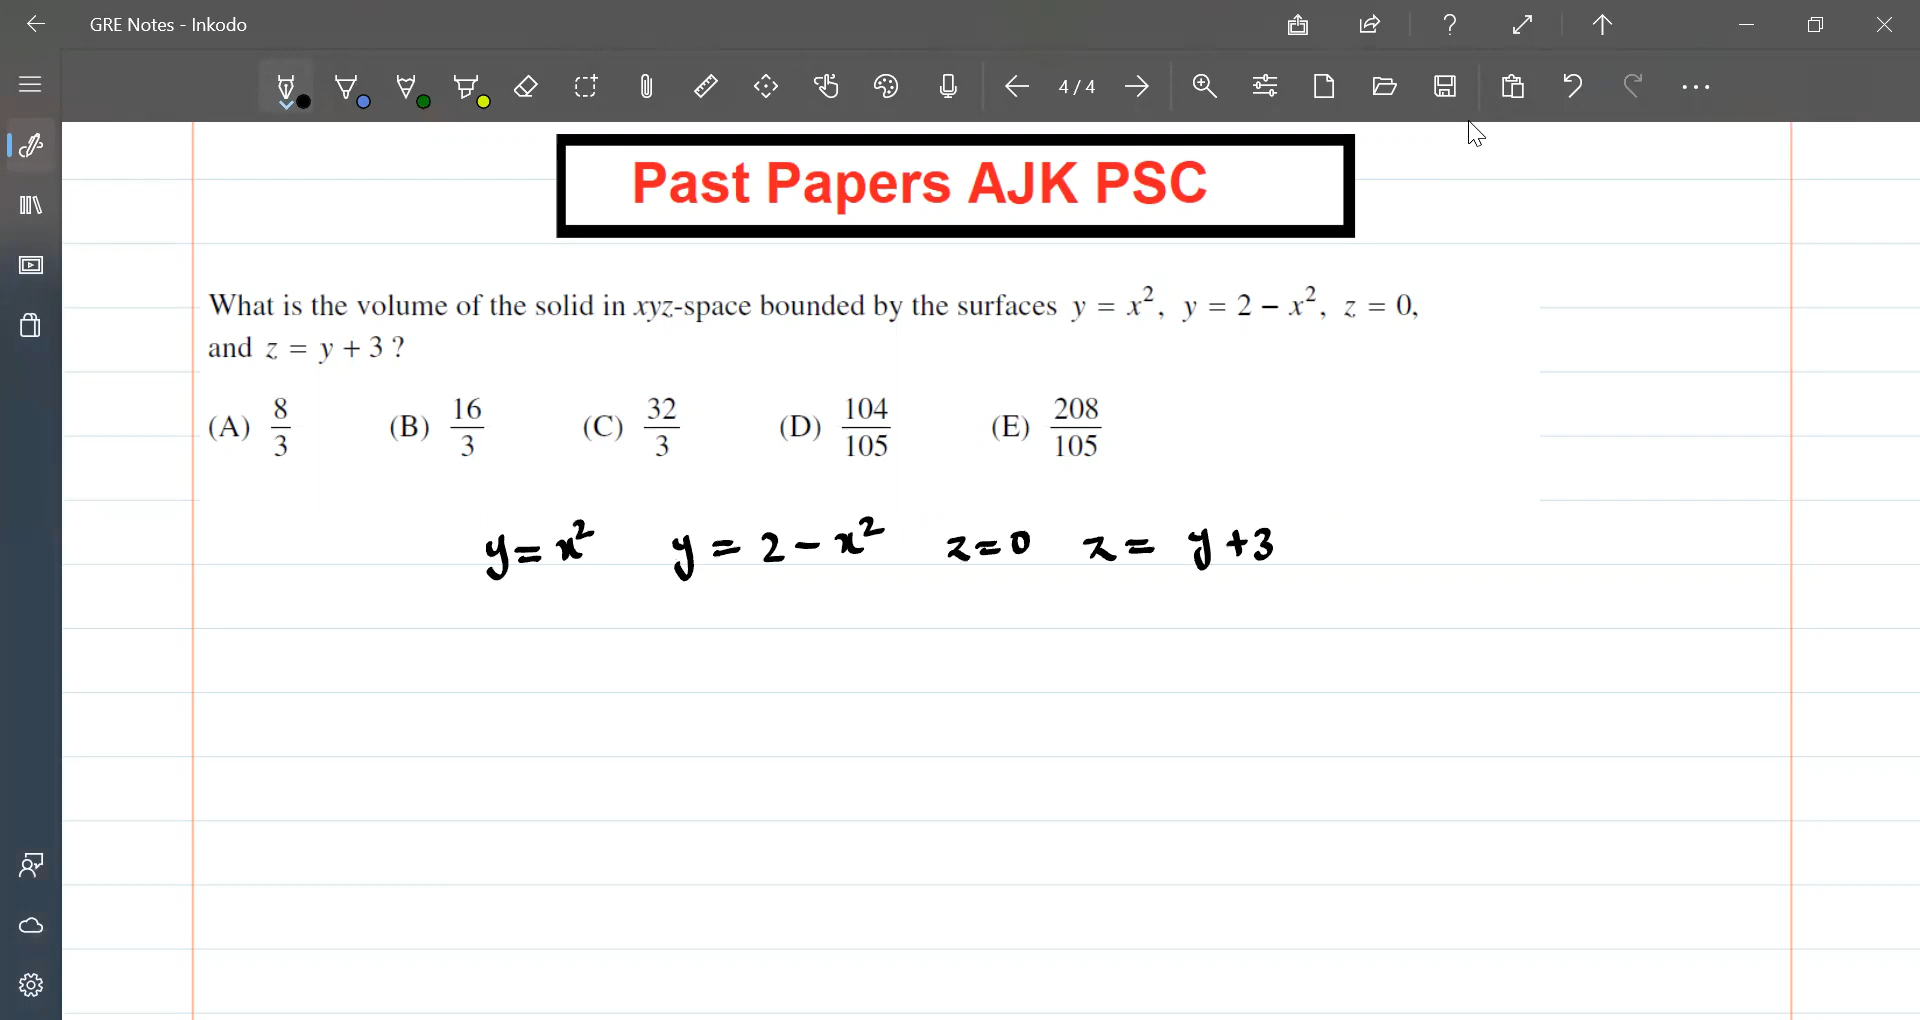 GRE Notes - Inkodo
4 / 4
Past Papers AJK PSC
What is the volume of the solid in xyz-space bounded by the surfaces y = x², y = 2 − x², z = 0,
and z = y + 3 ?
(A) 8/3 (B) 16/3 (C) 32/3 (D) 104/105 (E) 208/105
y = x² y = 2 − x² z = 0 z = y + 3